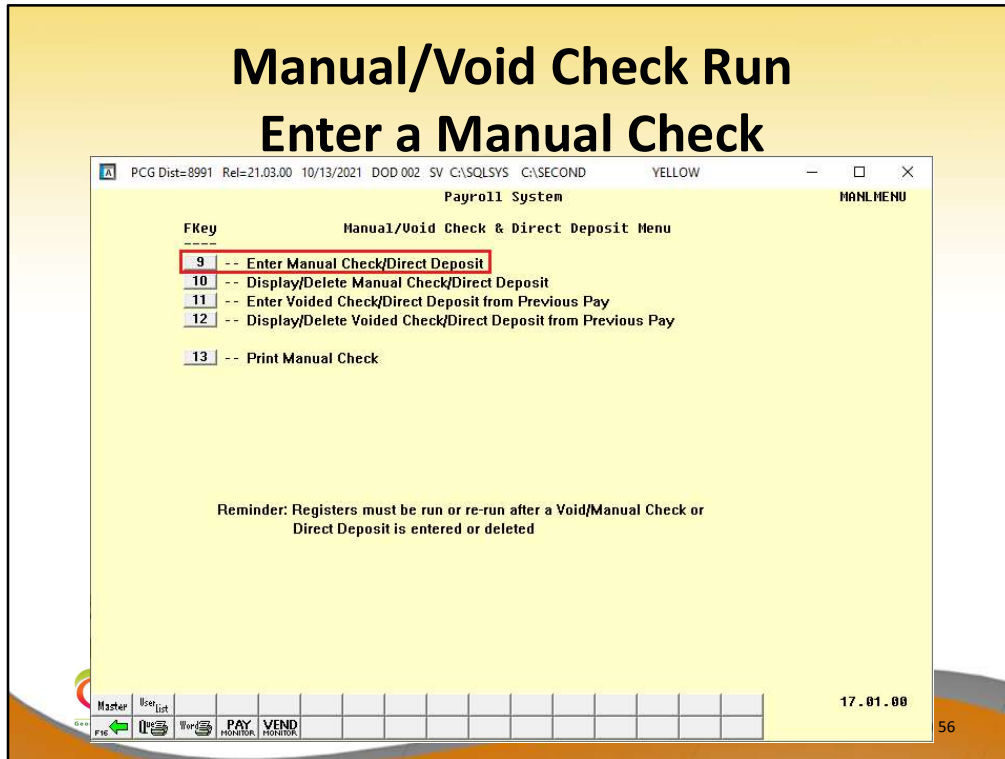 Manual/Void Check Run
Enter a Manual Check
A PCG Dist=8991 Rel=21.03.00 10/13/2021 DOD 002 SV C:\SQLSYS C:\SECOND YELLOW
Payroll System MANLMENU
FKey Manual/Void Check & Direct Deposit Menu
----
9 -- Enter Manual Check/Direct Deposit
10 -- Display/Delete Manual Check/Direct Deposit
11 -- Enter Voided Check/Direct Deposit from Previous Pay
12 -- Display/Delete Voided Check/Direct Deposit from Previous Pay
13 -- Print Manual Check
Reminder: Registers must be run or re-run after a Void/Manual Check or
Direct Deposit is entered or deleted
Master User List 17.01.00
F16 Que Word PAY MONITOR VEND MONITOR
56